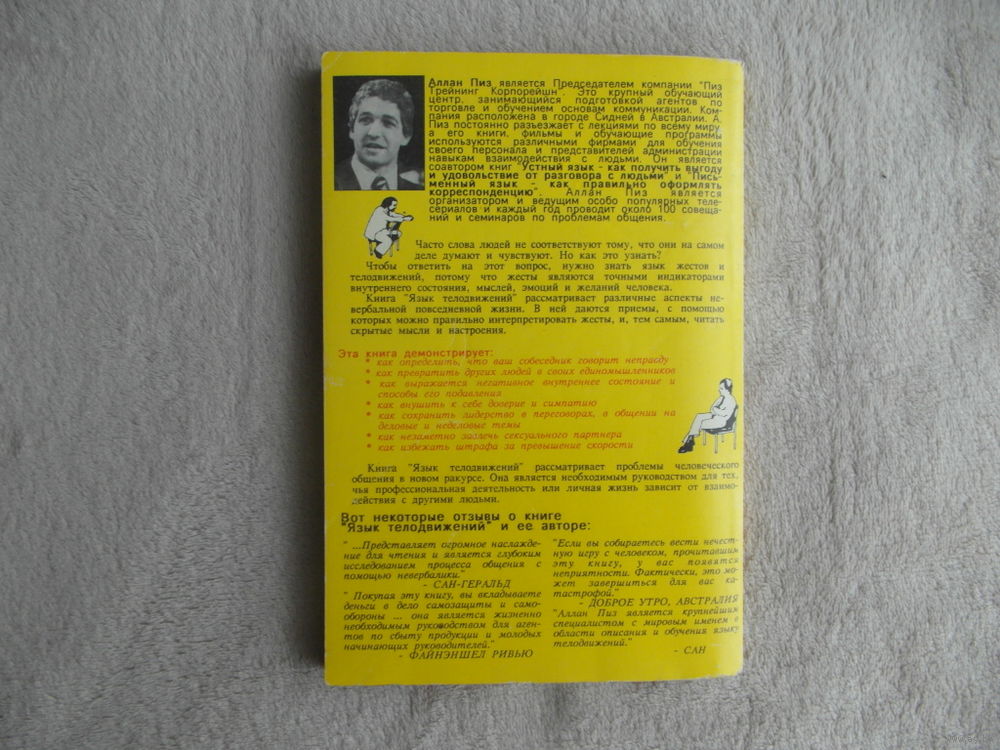 Аллан Пиз является Председателем компании "Пиз
Трейнинг Корпорейшн". Это крупный обучающий
центр, занимающийся подготовкой агентов по
торговле и обучением основам коммуникации. Ком-
пания расположена в городе Сидней в Австралии. А.
Пиз постоянно разъезжает с лекциями по всему миру,
а его книги, фильмы и обучающие программы
используются различными фирмами для обучения
своего персонала и представителей администрации
навыкам взаимодействия с людьми. Он является
соавтором книг "Устный язык - как получить выгоду
и удовольствие от разговора с людьми" и "Пись-
менный язык - как правильно оформлять
корреспонденцию". Аллан Пиз является
организатором и ведущим особо популярных теле-
сериалов и каждый год проводит около 100 совеща-
ний и семинаров по проблемам общения.
Часто слова людей не соответствуют тому, что они на самом
деле думают и чувствуют. Но как это узнать?
Чтобы ответить на этот вопрос, нужно знать язык жестов и
телодвижений, потому что жесты являются точными индикаторами
внутреннего состояния, мыслей, эмоций и желаний человека.
Книга "Язык телодвижений" рассматривает различные аспекты не-
вербальной повседневной жизни. В ней даются приемы, с помощью
которых можно правильно интерпретировать жесты, и, тем самым, читать
скрытые мысли и настроения.
Эта книга демонстрирует:
* как определить, что ваш собеседник говорит неправду
* как превратить других людей в своих единомышленников
* как выражается негативное внутреннее состояние и
способы его подавления
* как внушить к себе доверие и симпатию
* как сохранить лидерство в переговорах, в общении на
деловые и неделовые темы
* как незаметно завлечь сексуального партнера
* как избежать штрафа за превышение скорости
Книга "Язык телодвижений" рассматривает проблемы человеческого
общения в новом ракурсе. Она является необходимым руководством для тех,
чья профессиональная деятельность или личная жизнь зависит от взаимо-
действия с другими людьми.
Вот некоторые отзывы о книге
"Язык телодвижений" и ее авторе:
" ...Представляет огромное наслажде-
ние для чтения и является глубоким
исследованием процесса общения с
помощью невербалики."
- САН-ГЕРАЛЬД
" Покупая эту книгу, вы вкладываете
деньги в дело самозащиты и само-
обороны ... она является жизненно
необходимым руководством для аген-
тов по сбыту продукции и молодых
начинающих руководителей."
- ФАЙНЭНШЕЛ РИВЬЮ
"Если вы собираетесь вести нечест-
ную игру с человеком, прочитавшим
эту книгу, у вас появятся
неприятности. Фактически, это мо-
жет завершиться для вас ка-
тастрофой."
- ДОБРОЕ УТРО, АВСТРАЛИЯ
"Аллан Пиз является крупнейшим
специалистом с мировым именем в
области описания и обучения языку
телодвижений."
- САН